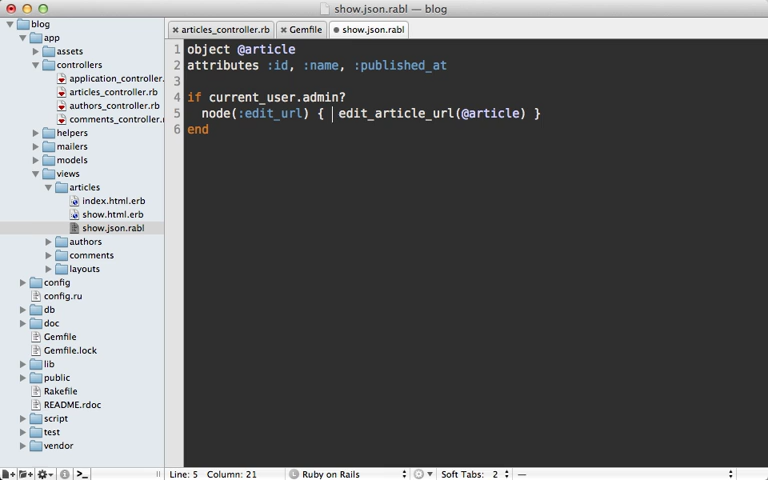 show.json.rabl — blog
blog
app
assets
controllers
application_controller.
articles_controller.rb
authors_controller.rb
comments_controller.r
helpers
mailers
models
views
articles
index.html.erb
show.html.erb
show.json.rabl
authors
comments
layouts
config
config.ru
db
doc
Gemfile
Gemfile.lock
lib
public
Rakefile
README.rdoc
script
test
vendor
articles_controller.rb
Gemfile
show.json.rabl
1 object @article
2 attributes :id, :name, :published_at
3
4 if current_user.admin?
5 node(:edit_url) { edit_article_url(@article) }
6 end
Line: 5 Column: 21 Ruby on Rails Soft Tabs: 2 —